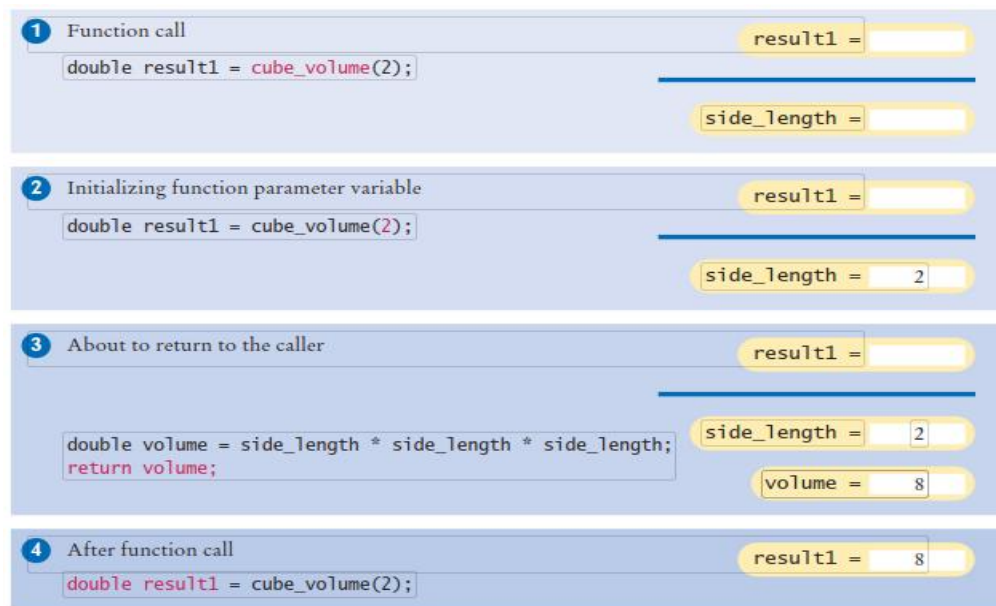 1 Function call
result1 =
double result1 = cube_volume(2);
side_length =
2 Initializing function parameter variable
result1 =
double result1 = cube_volume(2);
side_length = 2
3 About to return to the caller
result1 =
side_length = 2
double volume = side_length * side_length * side_length;
return volume;
volume = 8
4 After function call
result1 = 8
double result1 = cube_volume(2);